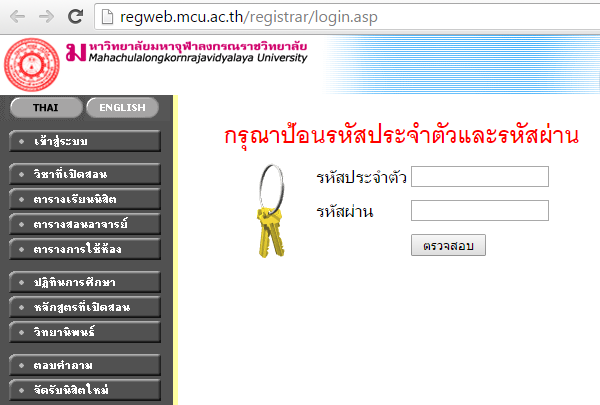 regweb.mcu.ac.th/registrar/login.asp
มหาวิทยาลัยมหาจุฬาลงกรณราชวิทยาลัย
Mahachulalongkornrajavidyalaya University
THAI
ENGLISH
เข้าสู่ระบบ
วิชาที่เปิดสอน
ตารางเรียนนิสิต
ตารางสอนอาจารย์
ตารางการใช้ห้อง
ปฏิทินการศึกษา
หลักสูตรที่เปิดสอน
วิทยานิพนธ์
ตอบคำถาม
จัดรับนิสิตใหม่
กรุณาป้อนรหัสประจำตัวและรหัสผ่าน
รหัสประจำตัว
รหัสผ่าน
ตรวจสอบ